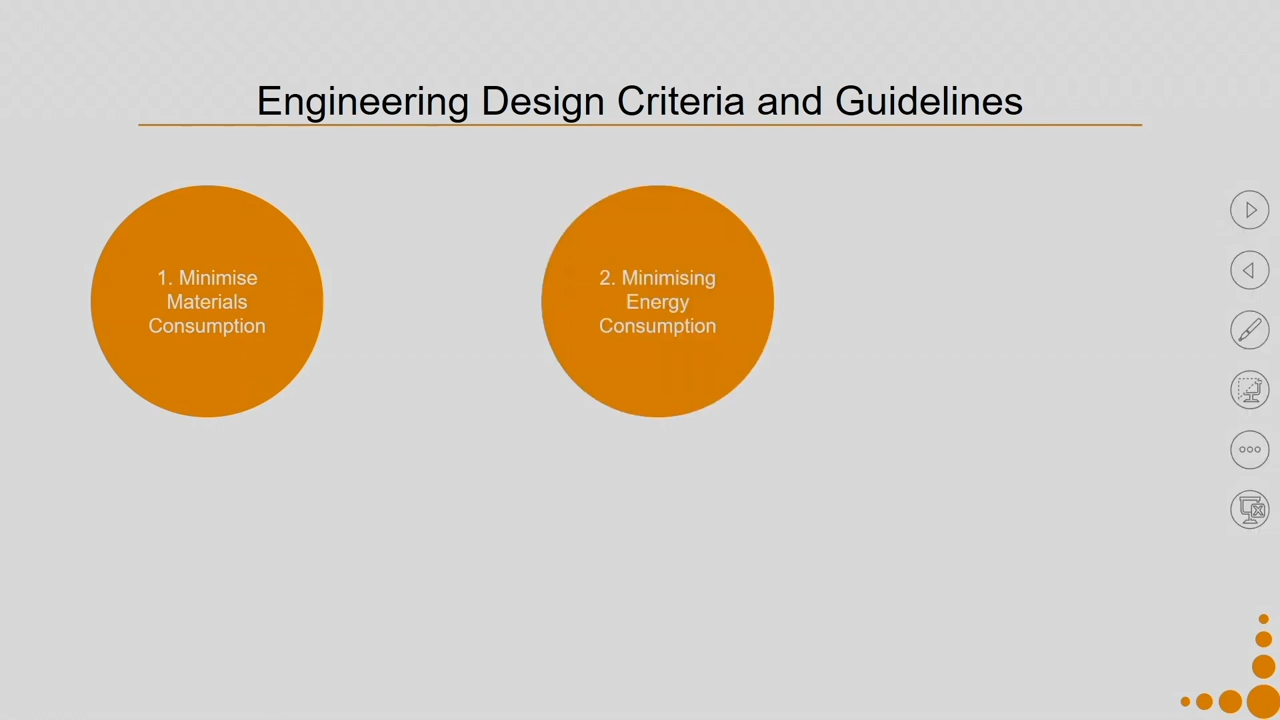 Engineering Design Criteria and Guidelines
1. Minimise
Materials
Consumption
2. Minimising
Energy
Consumption